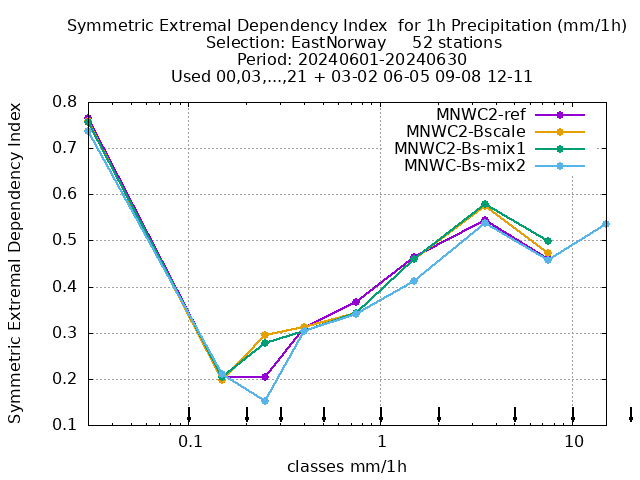 Symmetric Extremal Dependency Index  for 1h Precipitation (mm/1h)
Selection: EastNorway     52 stations
Period: 20240601-20240630
Used 00,03,...,21 + 03-02 06-05 09-08 12-11
MNWC2-ref
MNWC2-Bscale
MNWC2-Bs-mix1
MNWC-Bs-mix2
Symmetric Extremal Dependency Index
0.8
0.7
0.6
0.5
0.4
0.3
0.2
0.1
0.1 1 10
classes mm/1h